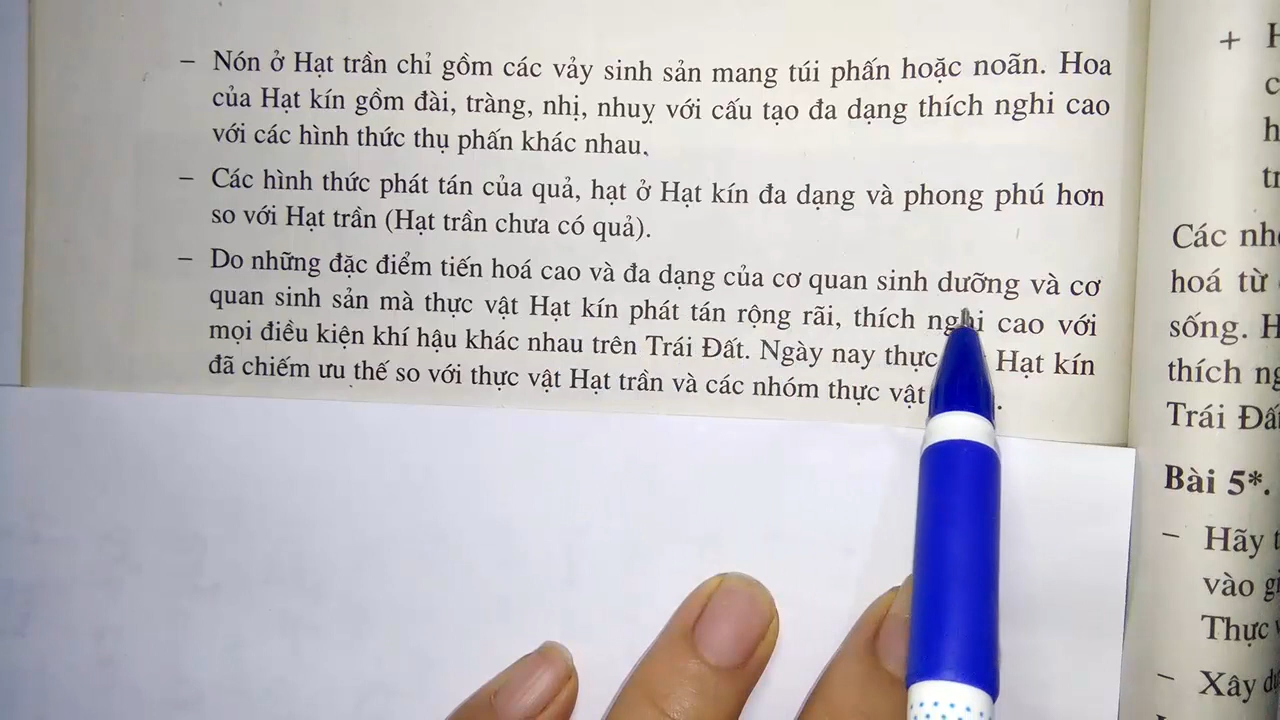 – Nón ở Hạt trần chỉ gồm các vảy sinh sản mang túi phấn hoặc noãn. Hoa
của Hạt kín gồm đài, tràng, nhị, nhuỵ với cấu tạo đa dạng thích nghi cao
với các hình thức thụ phấn khác nhau.
– Các hình thức phát tán của quả, hạt ở Hạt kín đa dạng và phong phú hơn
so với Hạt trần (Hạt trần chưa có quả).
– Do những đặc điểm tiến hoá cao và đa dạng của cơ quan sinh dưỡng và cơ
quan sinh sản mà thực vật Hạt kín phát tán rộng rãi, thích nghi cao với
mọi điều kiện khí hậu khác nhau trên Trái Đất. Ngày nay thực Hạt kín
đã chiếm ưu thế so với thực vật Hạt trần và các nhóm thực vật .
+
Các
hoá từ
sống.
thích
Trái
Bài 5*.
– Hãy
vào
Thực
– Xây